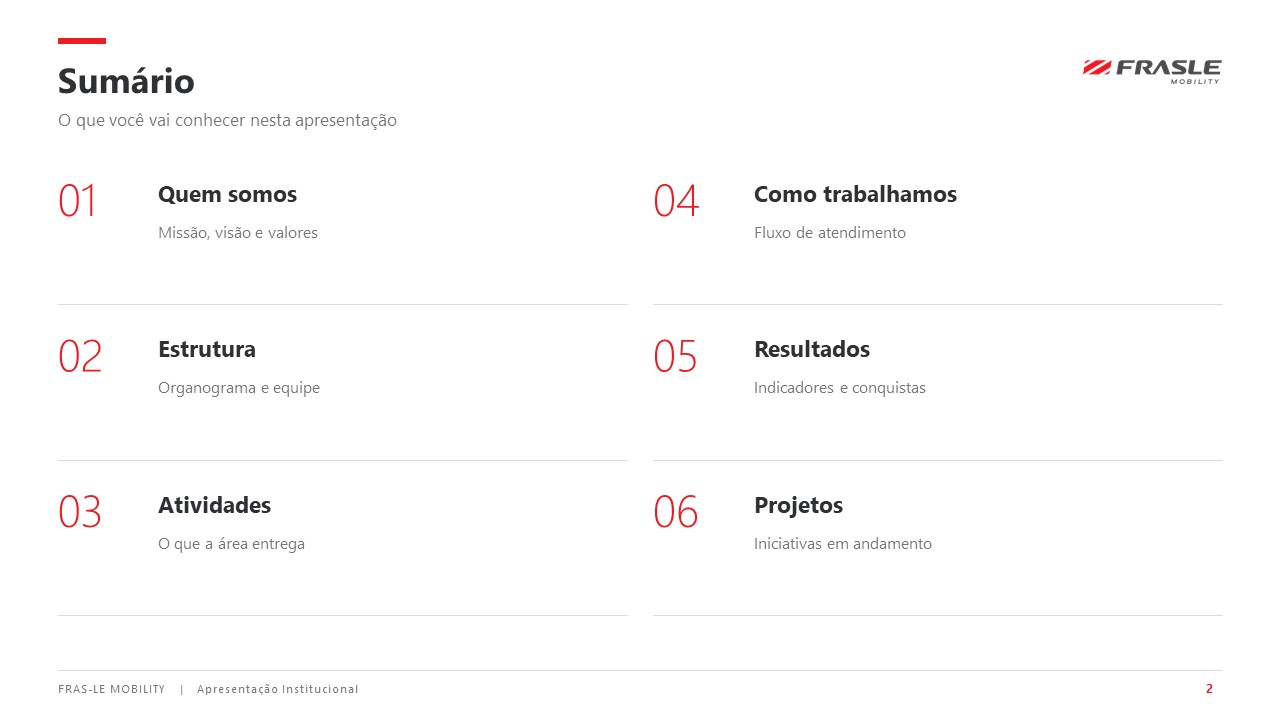 Sumário
FRASLE
MOBILITY
O que você vai conhecer nesta apresentação
01
Quem somos
Missão, visão e valores
02
Estrutura
Organograma e equipe
03
Atividades
O que a área entrega
04
Como trabalhamos
Fluxo de atendimento
05
Resultados
Indicadores e conquistas
06
Projetos
Iniciativas em andamento
FRAS-LE MOBILITY | Apresentação Institucional
2